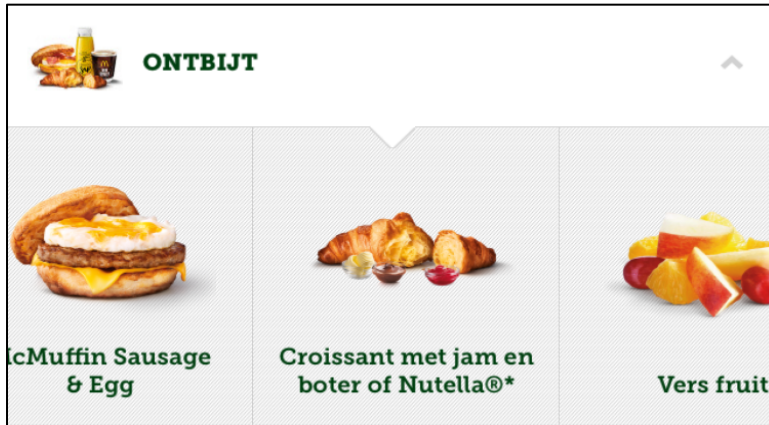 ONTBIJT
cMuffin Sausage
& Egg
Croissant met jam en
boter of Nutella®*
Vers fruit